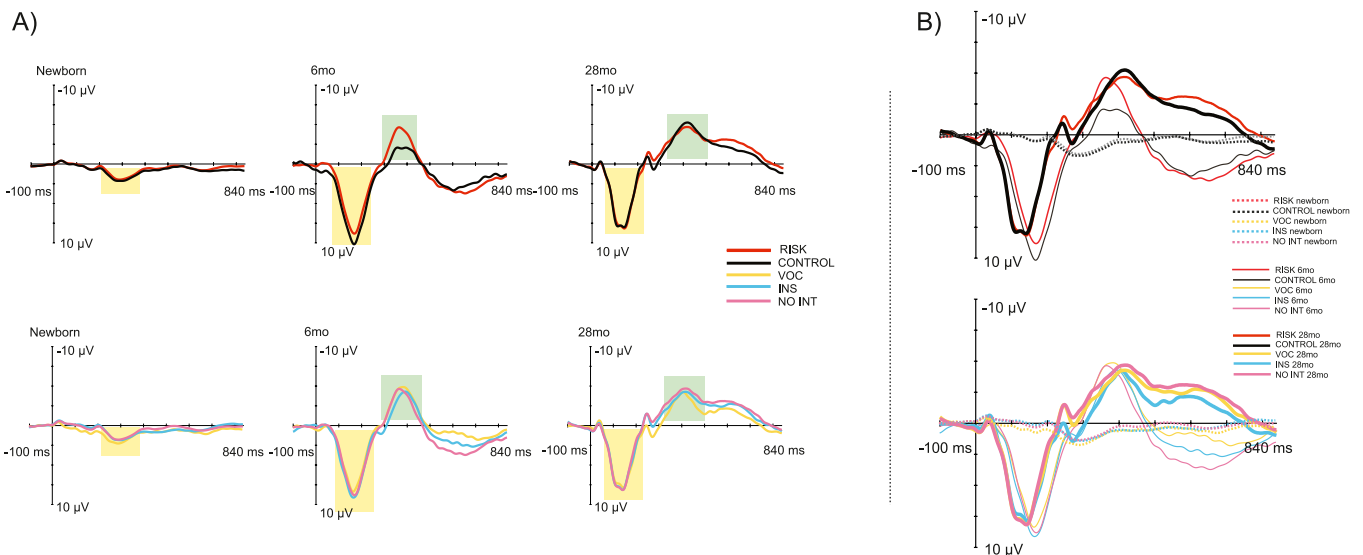 A)
Newborn
-10 µV
-100 ms
840 ms
6mo
-10 µV
-100 ms
840 ms
10 µV
28mo
-10 µV
-100 ms
840 ms
10 µV
RISK
CONTROL
VOC
INS
NO INT
Newborn
-10 µV
-100 ms
840 ms
10 µV
6mo
-10 µV
-100 ms
840 ms
10 µV
28mo
-10 µV
-100 ms
840 ms
10 µV
B)
-10 µV
-100 ms
840 ms
10 µV
RISK newborn
CONTROL newborn
VOC newborn
INS newborn
NO INT newborn
RISK 6mo
CONTROL 6mo
VOC 6mo
INS 6mo
NO INT 6mo
RISK 28mo
CONTROL 28mo
VOC 28mo
INS 28mo
NO INT 28mo
-10 µV
-100 ms
840 ms
10 µV